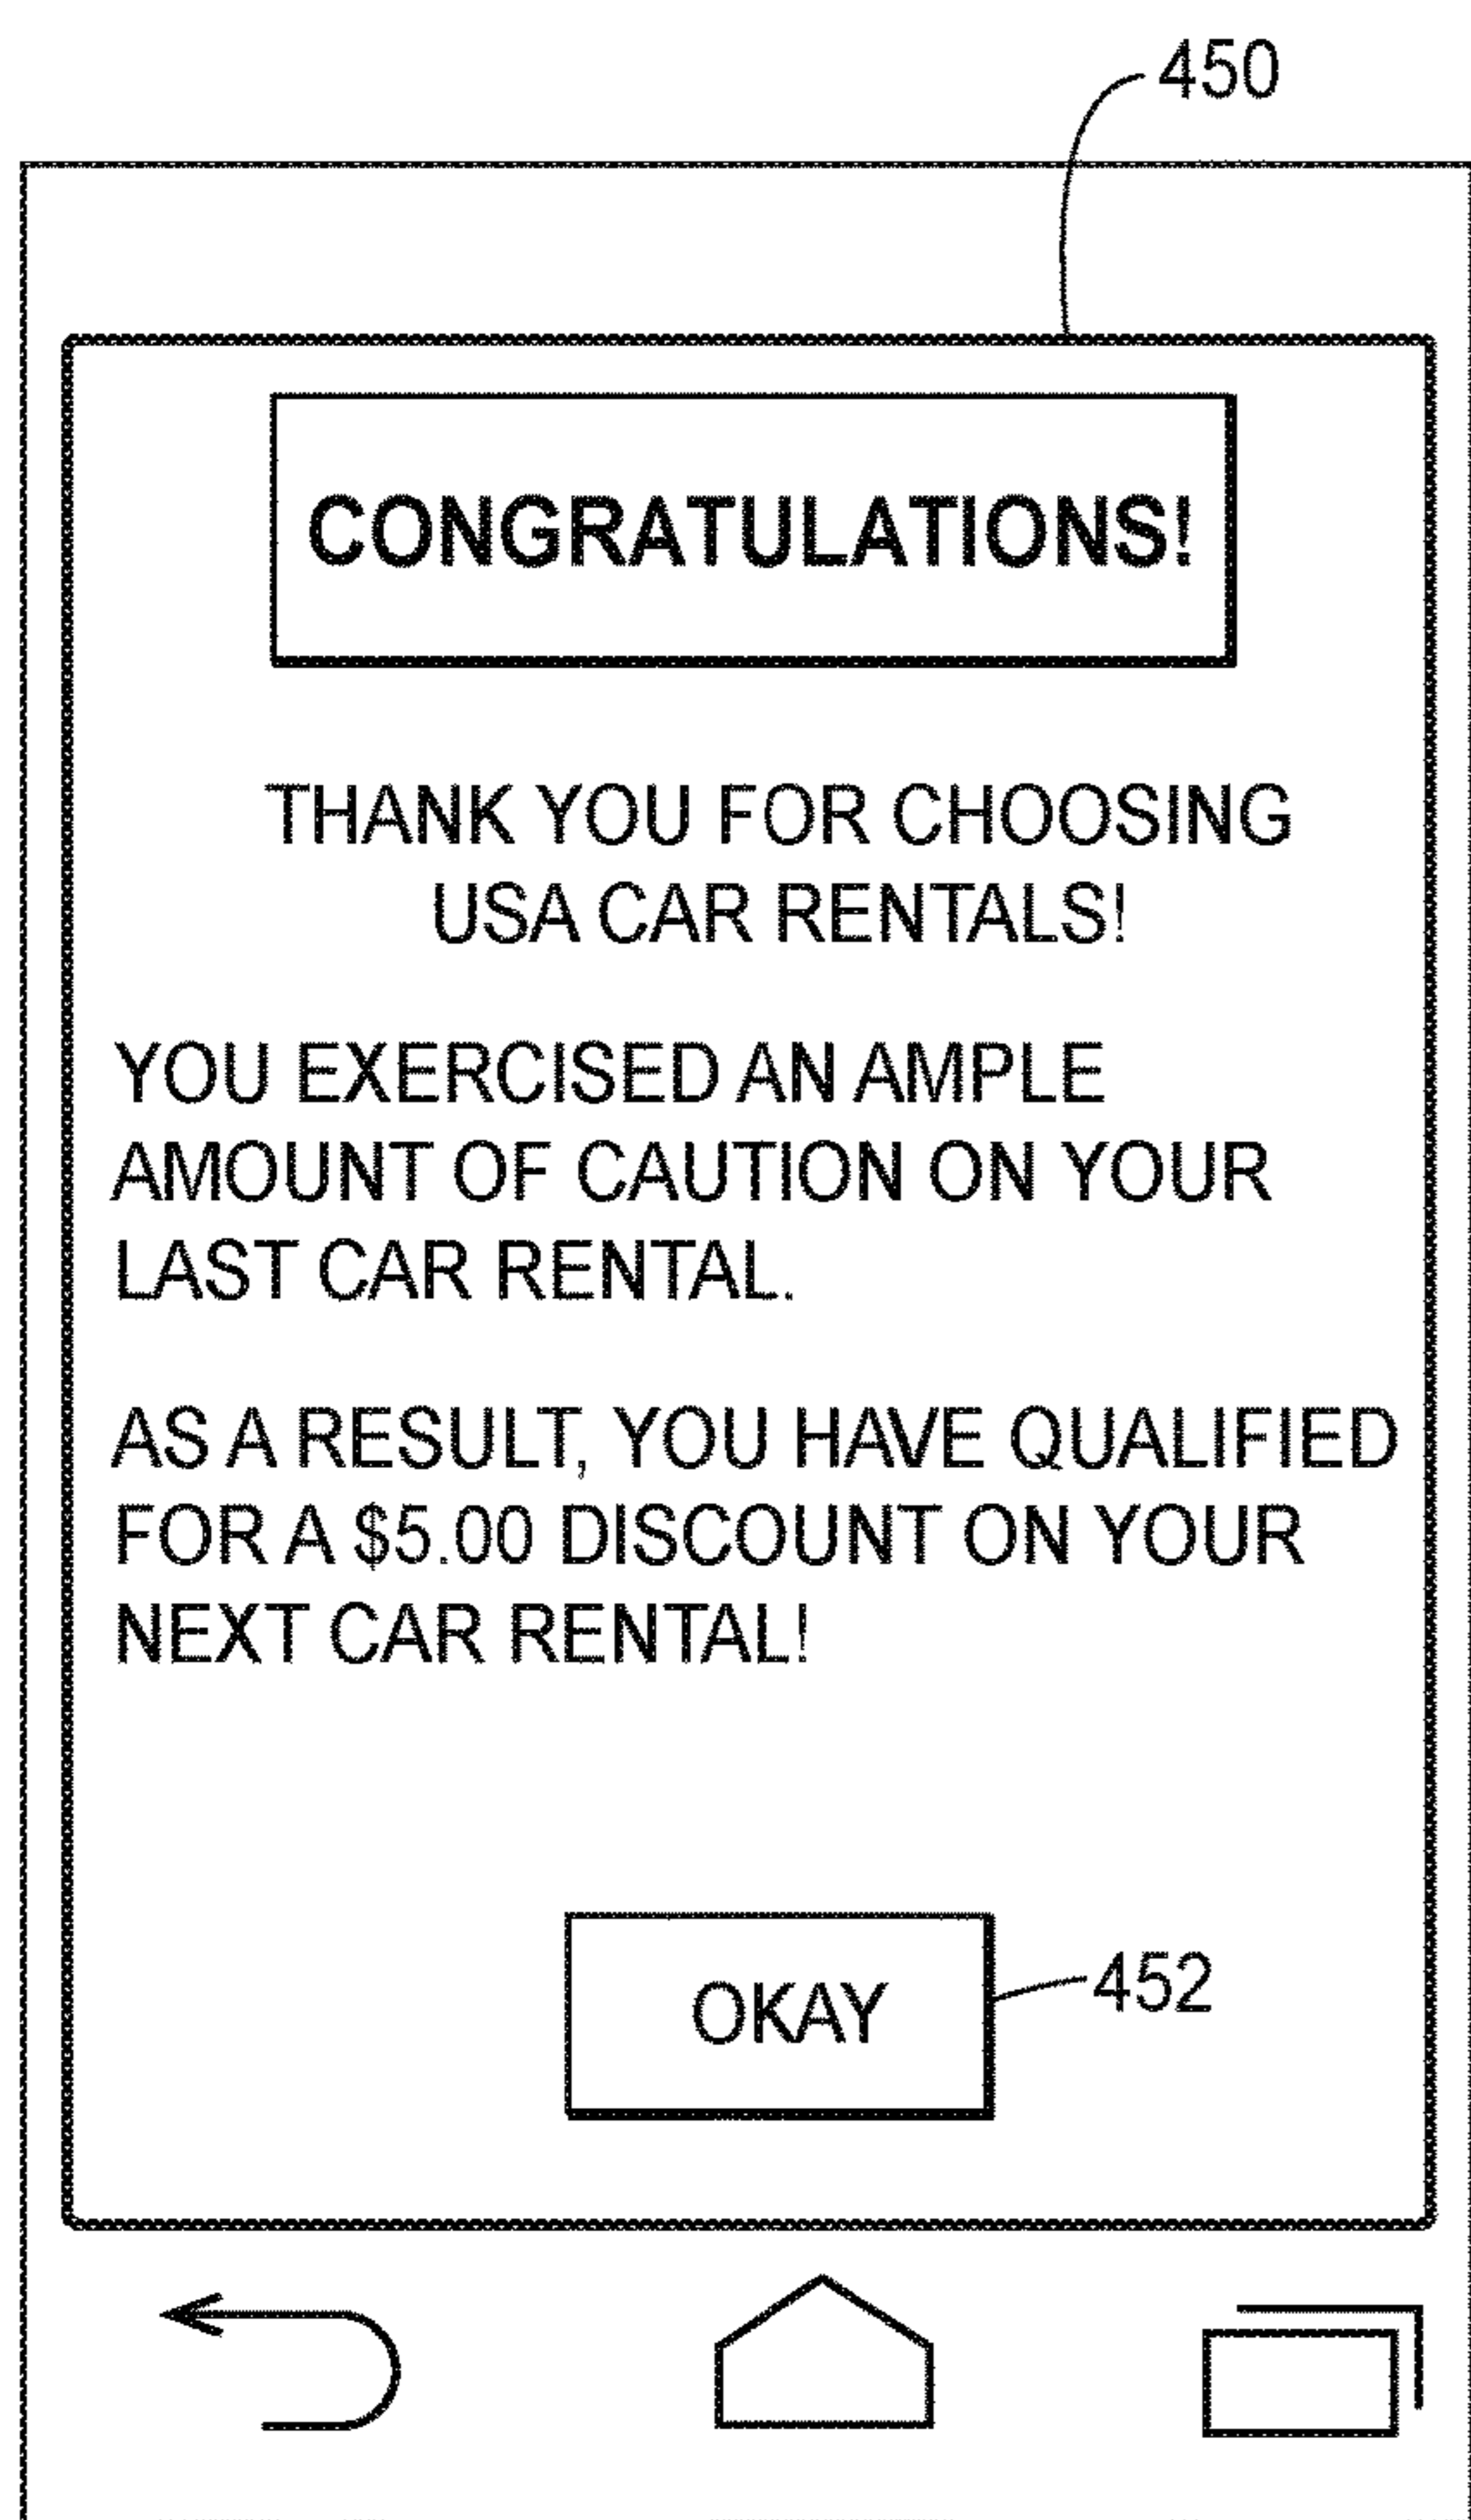 450
CONGRATULATIONS!
THANK YOU FOR CHOOSING
USA CAR RENTALS!
YOU EXERCISED AN AMPLE
AMOUNT OF CAUTION ON YOUR
LAST CAR RENTAL.
AS A RESULT, YOU HAVE QUALIFIED
FOR A $5.00 DISCOUNT ON YOUR
NEXT CAR RENTAL!
OKAY
452